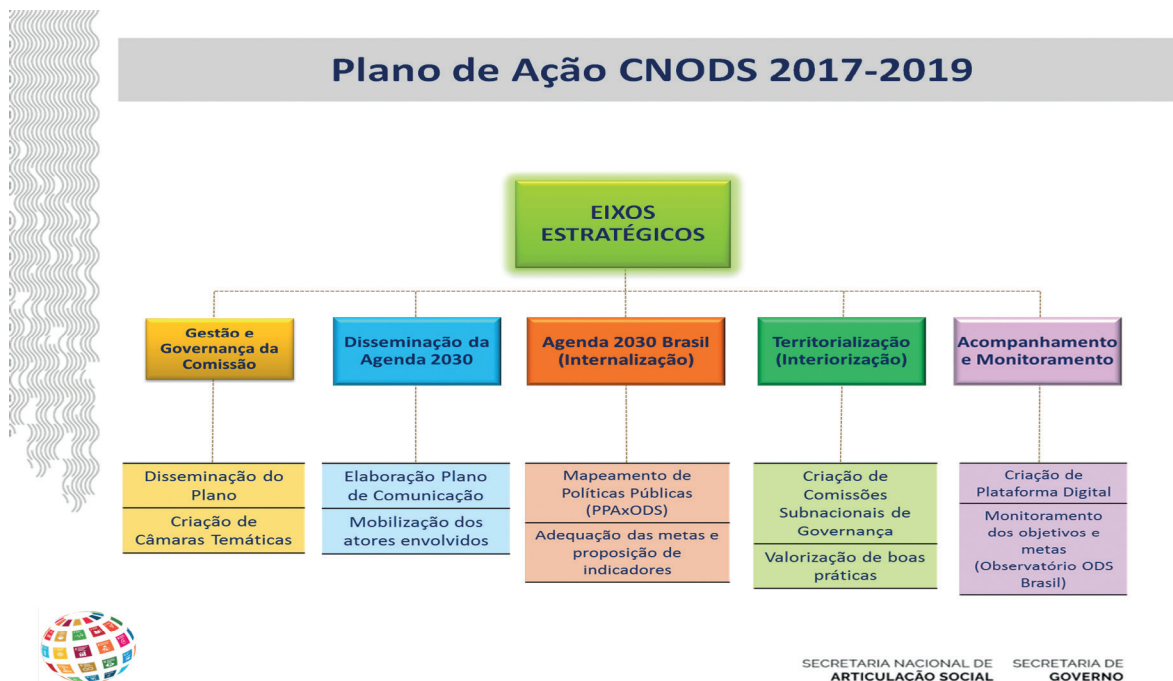 Plano de Ação CNODS 2017-2019
EIXOS
ESTRATÉGICOS
Gestão e
Governança da
Comissão
Disseminação da
Agenda 2030
Agenda 2030 Brasil
(Internalização)
Territorialização
(Interiorização)
Acompanhamento
e Monitoramento
Disseminação do
Plano
Criação de
Câmaras Temáticas
Elaboração Plano
de Comunicação
Mobilização dos
atores envolvidos
Mapeamento de
Políticas Públicas
(PPAxODS)
Adequação das metas e
proposição de
indicadores
Criação de
Comissões
Subnacionais de
Governança
Valorização de boas
práticas
Criação de
Plataforma Digital
Monitoramento
dos objetivos e
metas
(Observatório ODS
Brasil)
SECRETARIA NACIONAL DE
ARTICULAÇÃO SOCIAL
SECRETARIA DE
GOVERNO